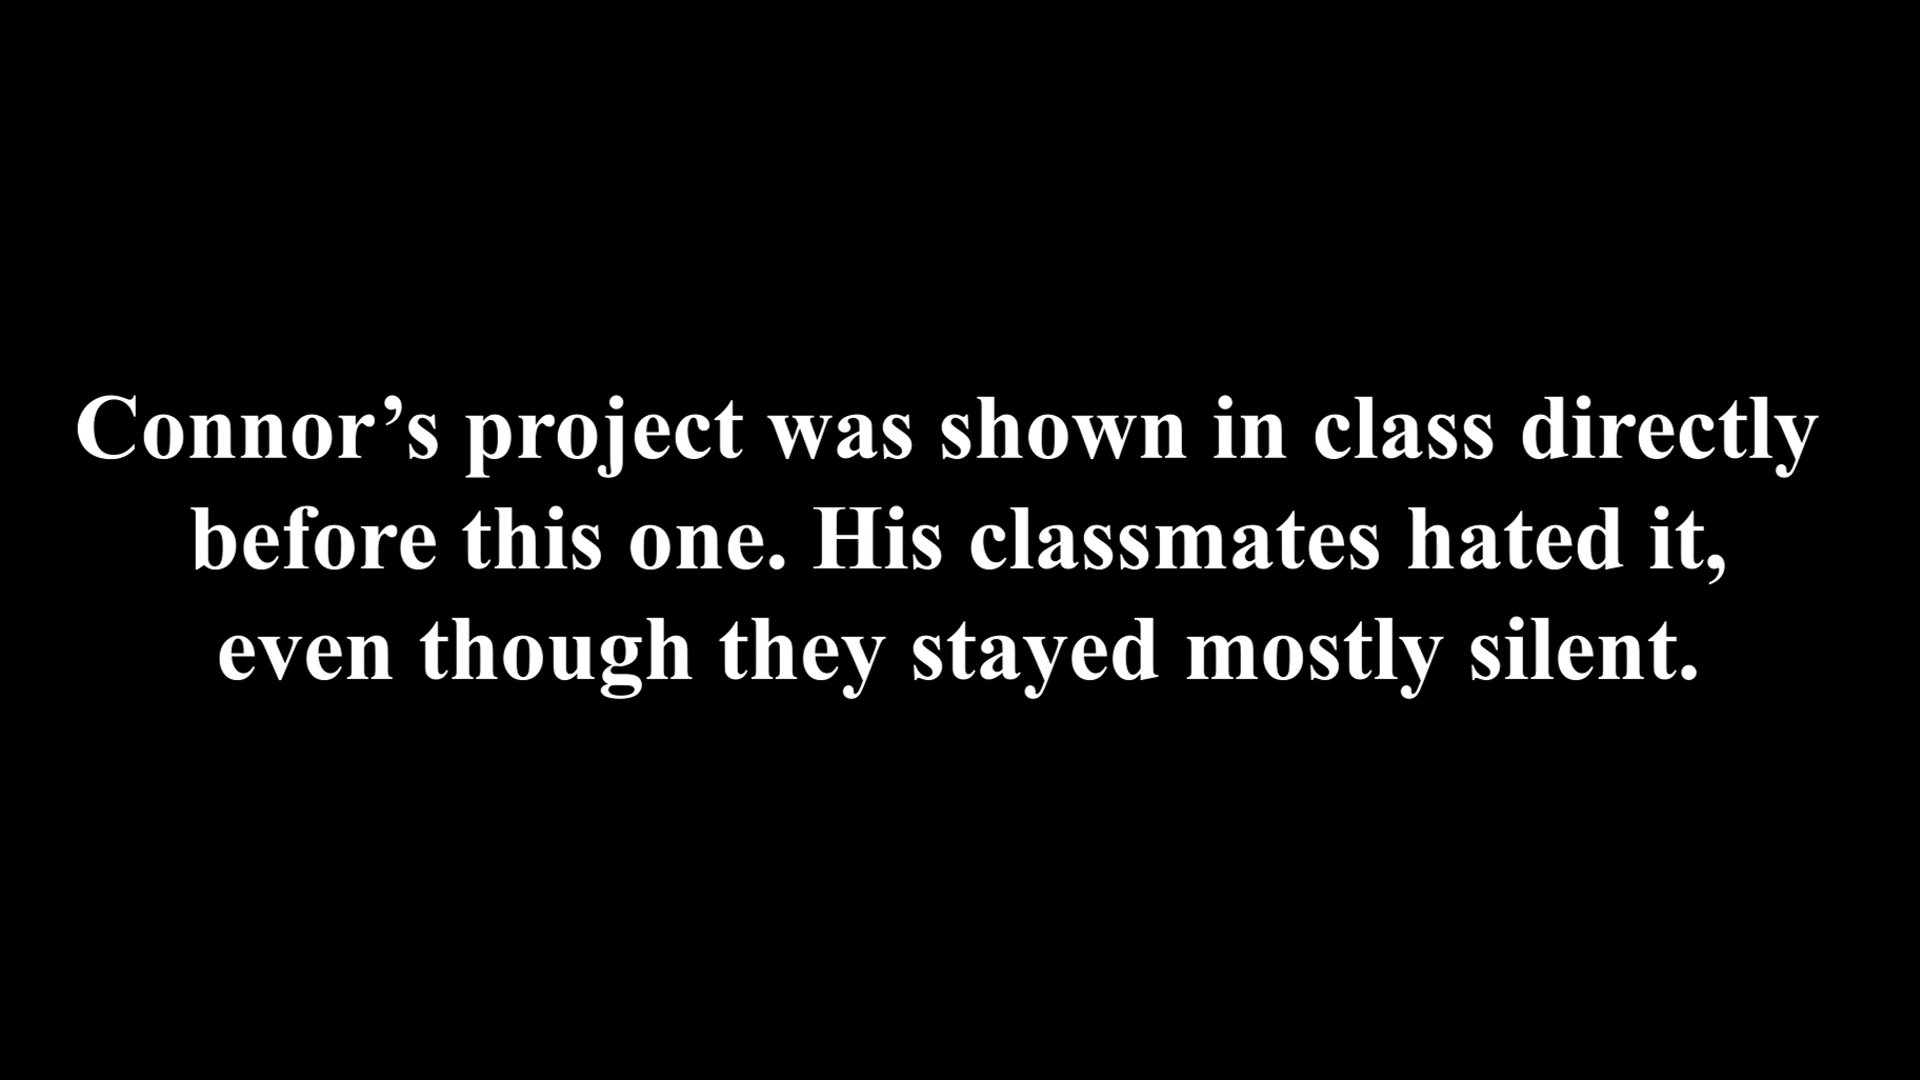 Connor’s project was shown in class directly
before this one. His classmates hated it,
even though they stayed mostly silent.